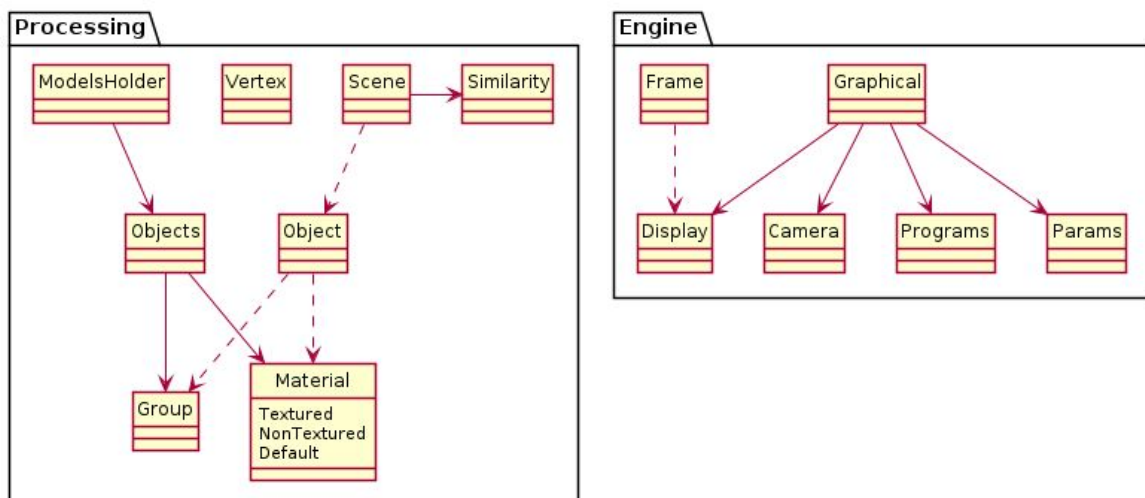 Processing
ModelsHolder
Vertex
Scene
Similarity
Objects
Object
Group
Material
Textured
NonTextured
Default
Engine
Frame
Graphical
Display
Camera
Programs
Params